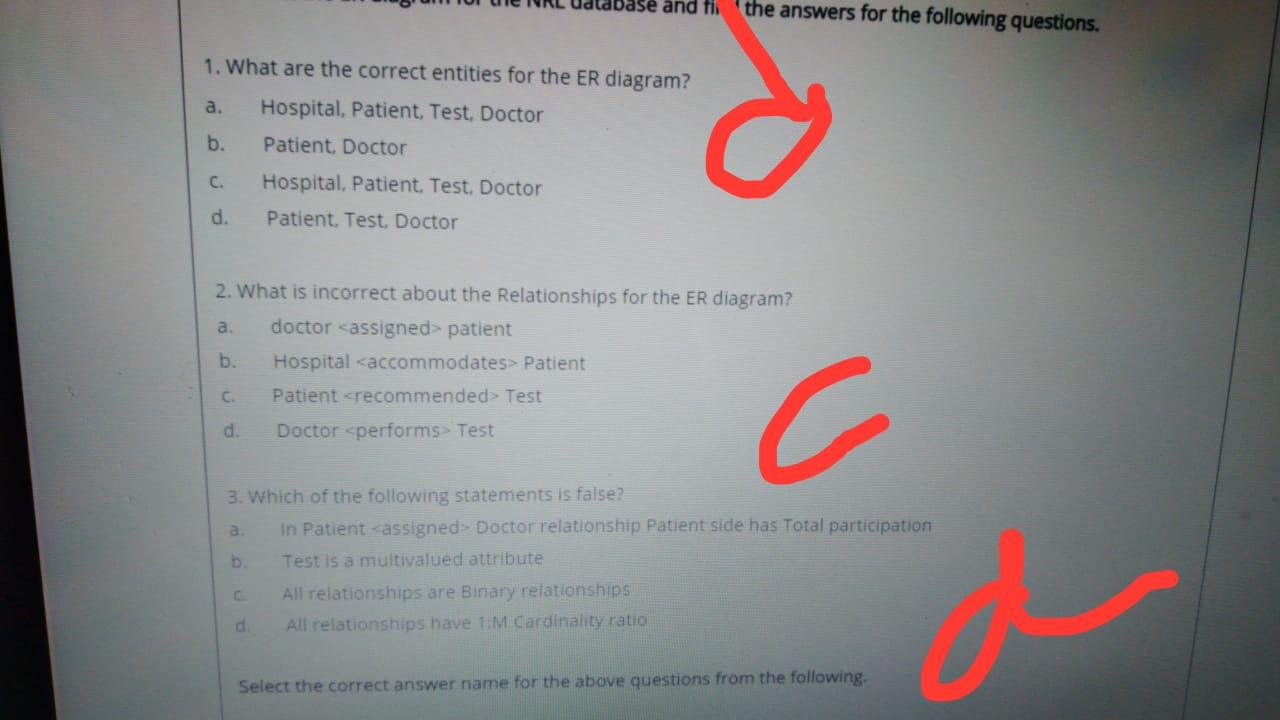 diagram for the NRL database and the answers for the following questions.
1. What are the correct entities for the ER diagram?
a. Hospital, Patient, Test, Doctor
b. Patient, Doctor
c. Hospital, Patient, Test, Doctor
d. Patient, Test, Doctor
2. What is incorrect about the Relationships for the ER diagram?
a. doctor <assigned> patient
b. Hospital <accommodates> Patient
c. Patient <recommended> Test
d. Doctor <performs> Test
c
3. Which of the following statements is false?
a. In Patient <assigned> Doctor relationship Patient side has Total participation
b. Test is a multivalued attribute
c. All relationships are Binary relationships
d. All relationships have 1:M Cardinality ratio
Select the correct answer name for the above questions from the following.